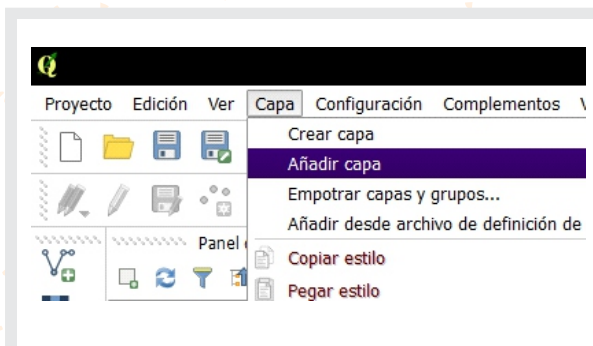 Proyecto Edición Ver Capa Configuración Complementos
Crear capa
Añadir capa
Empotrar capas y grupos...
Añadir desde archivo de definición de
Panel
Copiar estilo
Pegar estilo